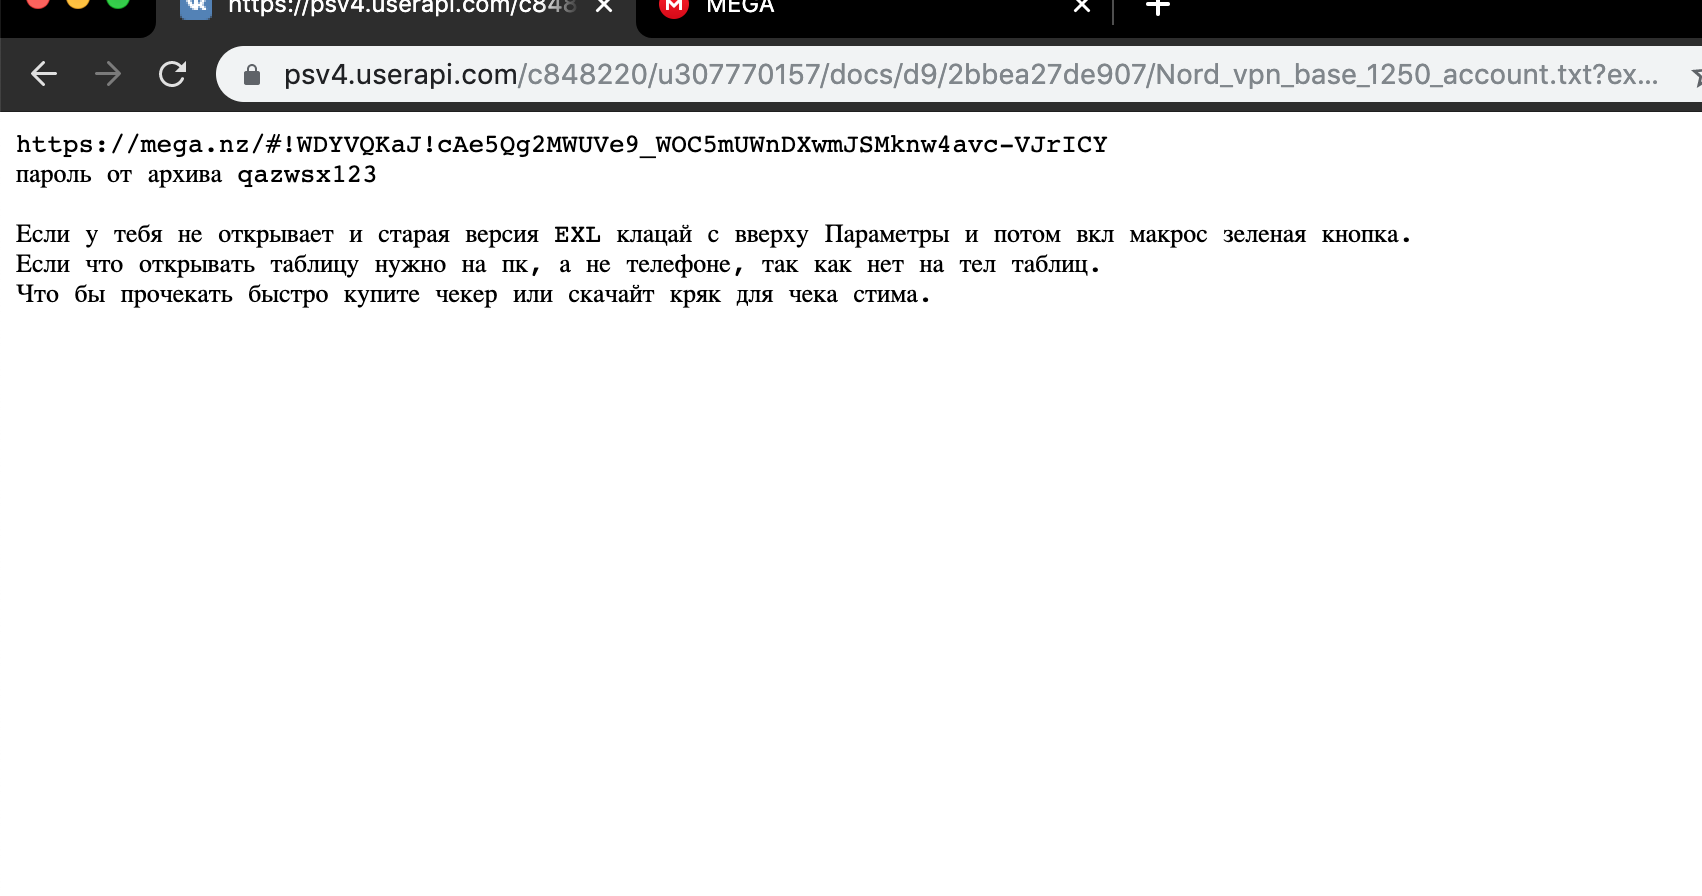 https://psv4.userapi.com/c848
MEGA
psv4.userapi.com/c848220/u307770157/docs/d9/2bbea27de907/Nord_vpn_base_1250_account.txt?ex...
https://mega.nz/#!WDYVQKaJ!cAe5Qg2MWUVe9_WOC5mUWnDXwmJSMknw4avc-VJrICY
пароль от архива qazwsx123
Если у тебя не открывает и старая версия EXL клацай с вверху Параметры и потом вкл макрос зеленая кнопка.
Если что открывать таблицу нужно на пк, а не телефоне, так как нет на тел таблиц.
Что бы прочекать быстро купите чекер или скачайт кряк для чека стима.